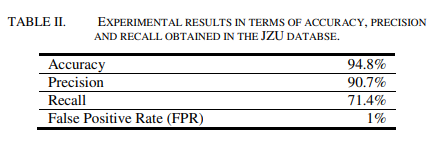 TABLE II. EXPERIMENTAL RESULTS IN TERMS OF ACCURACY, PRECISION
AND RECALL OBTAINED IN THE JZU DATABSE.
Accuracy 94.8%
Precision 90.7%
Recall 71.4%
False Positive Rate (FPR) 1%